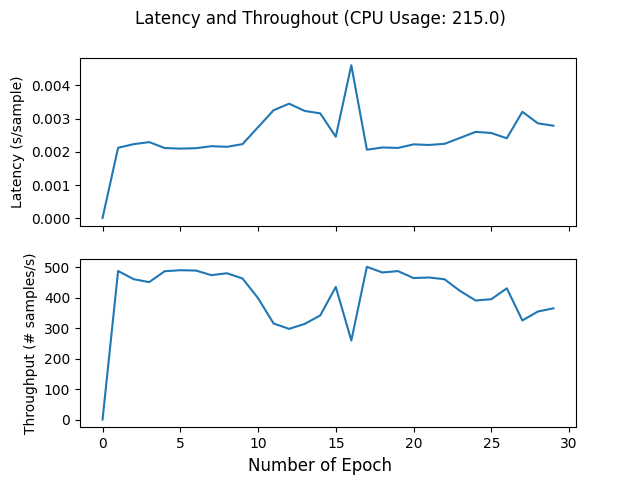 Latency and Throughout (CPU Usage: 215.0)
Latency (s/sample)
0.004
0.003
0.002
0.001
0.000
Throughput (# samples/s)
500
400
300
200
100
0
0 5 10 15 20 25 30
Number of Epoch